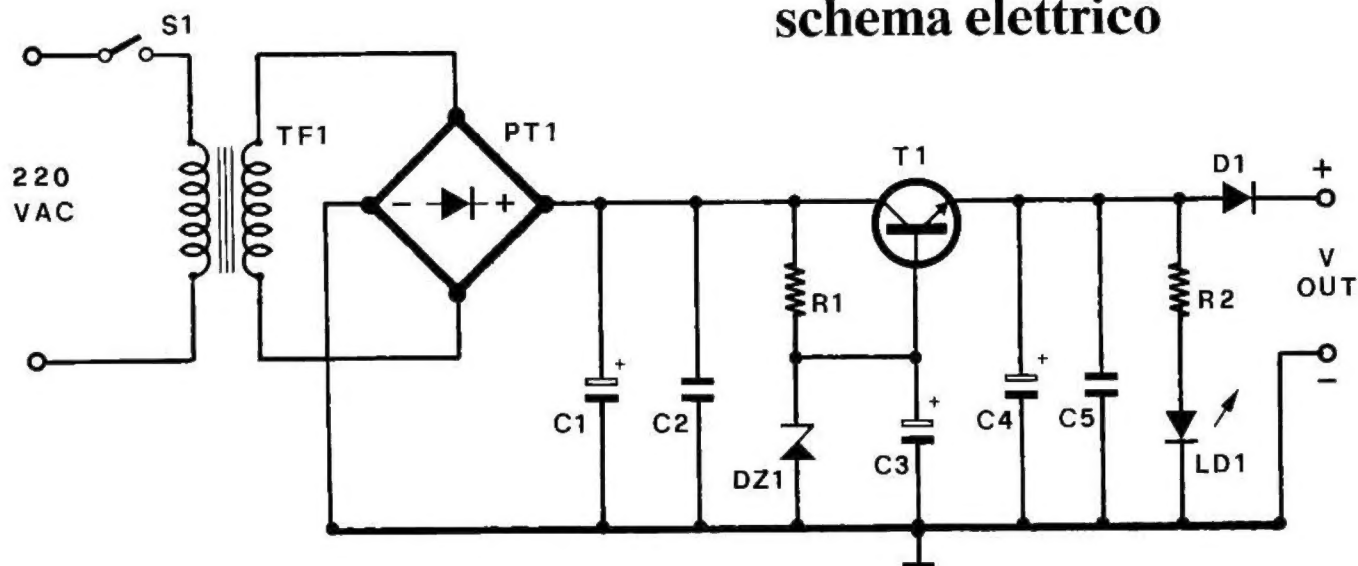 schema elettrico
S1
TF1
PT1
220
VAC
- +
T1
D1
+
V
OUT
-
R1
R2
+
C1
C2
DZ1
+
C3
+
C4
C5
LD1